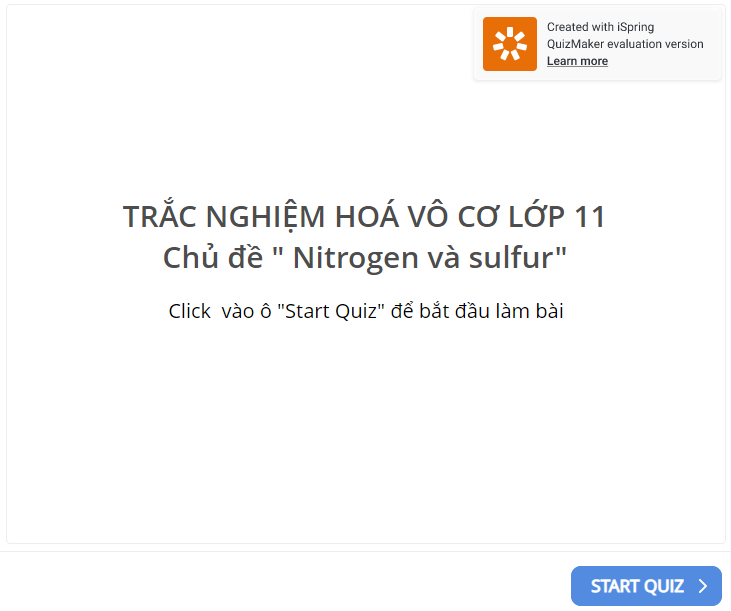 Created with iSpring
QuizMaker evaluation version
Learn more
TRẮC NGHIỆM HOÁ VÔ CƠ LỚP 11
Chủ đề " Nitrogen và sulfur"
Click  vào ô "Start Quiz" để bắt đầu làm bài
START QUIZ